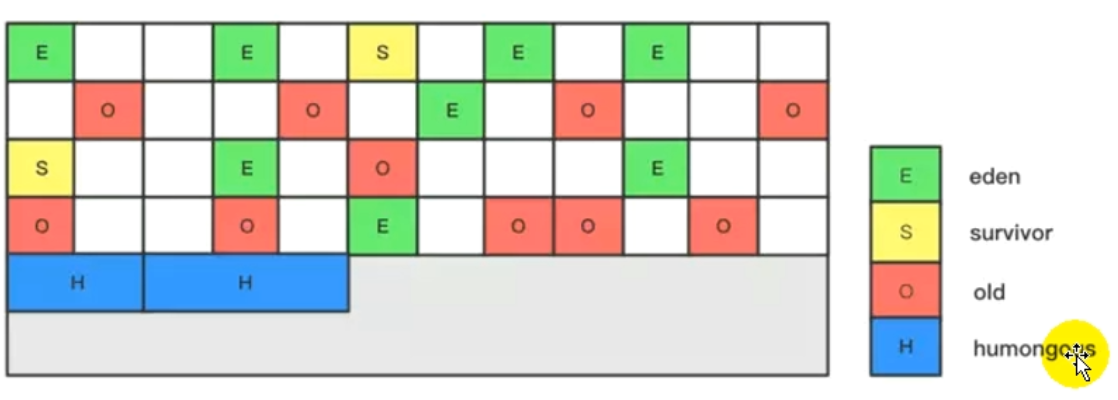 E E S E E
O O E O O
S E O E
O O E O O O
H H
E eden
S survivor
O old
H humongous